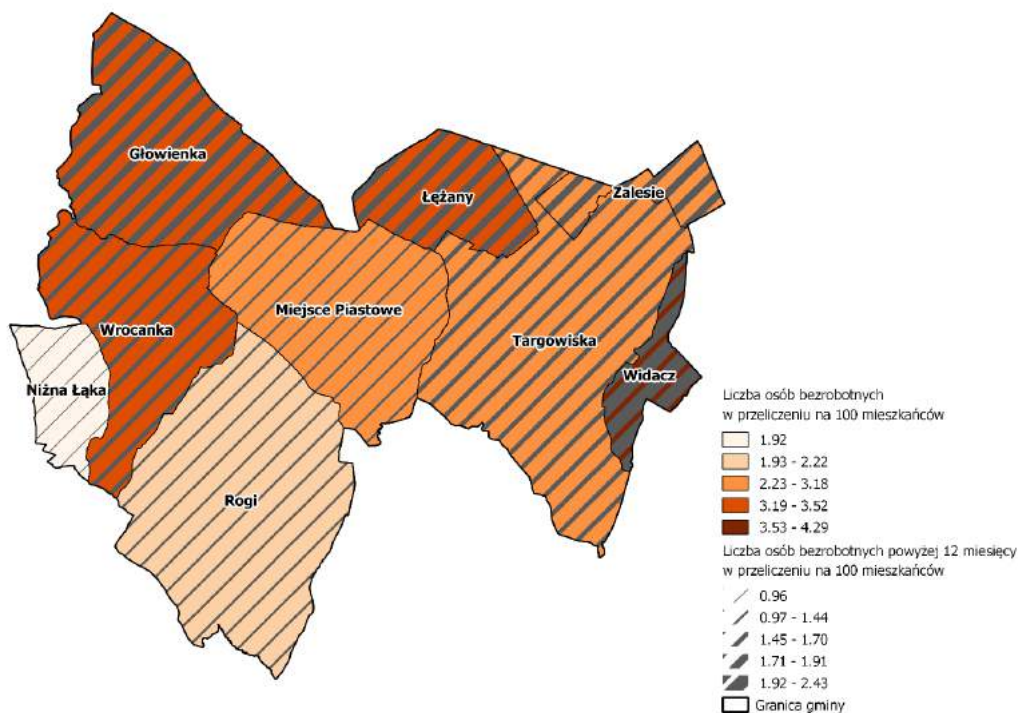 Głowienka
Łężany
Zalesie
Miejsce Piastowe
Wrocanka
Targowiska
Niżna Łąka
Widacz
Rogi
Liczba osób bezrobotnych
w przeliczeniu na 100 mieszkańców
1.92
1.93 - 2.22
2.23 - 3.18
3.19 - 3.52
3.53 - 4.29
Liczba osób bezrobotnych powyżej 12 miesięcy
w przeliczeniu na 100 mieszkańców
0.96
0.97 - 1.44
1.45 - 1.70
1.71 - 1.91
1.92 - 2.43
Granica gminy